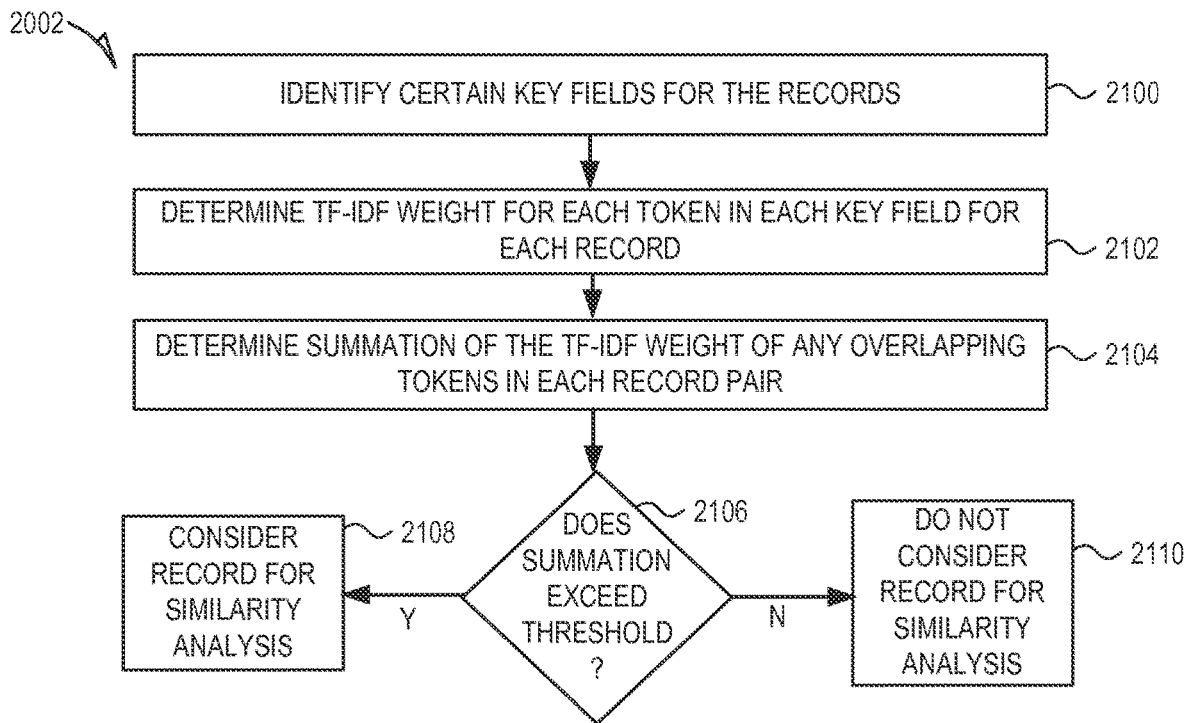 2002
IDENTIFY CERTAIN KEY FIELDS FOR THE RECORDS
2100
DETERMINE TF-IDF WEIGHT FOR EACH TOKEN IN EACH KEY FIELD FOR
EACH RECORD
2102
DETERMINE SUMMATION OF THE TF-IDF WEIGHT OF ANY OVERLAPPING
TOKENS IN EACH RECORD PAIR
2104
CONSIDER
RECORD FOR
SIMILARITY
ANALYSIS
2108
Y
DOES
SUMMATION
EXCEED
THRESHOLD
?
2106
N
DO NOT
CONSIDER
RECORD FOR
SIMILARITY
ANALYSIS
2110